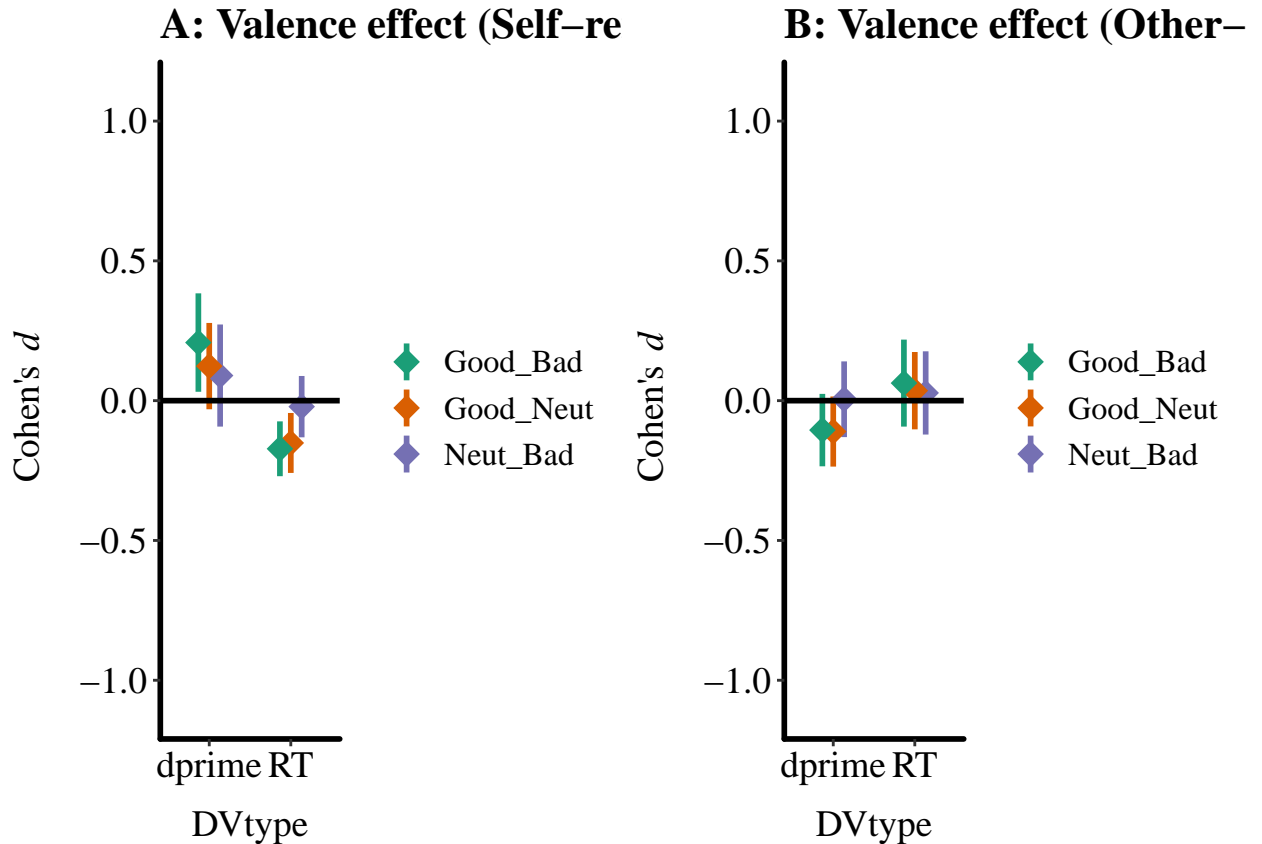 A: Valence effect (Self−re
1.0
0.5
0.0
−0.5
−1.0
Cohen's d
dprime RT
DVtype
Good_Bad
Good_Neut
Neut_Bad
B: Valence effect (Other−
1.0
0.5
0.0
−0.5
−1.0
Cohen's d
dprime RT
DVtype
Good_Bad
Good_Neut
Neut_Bad